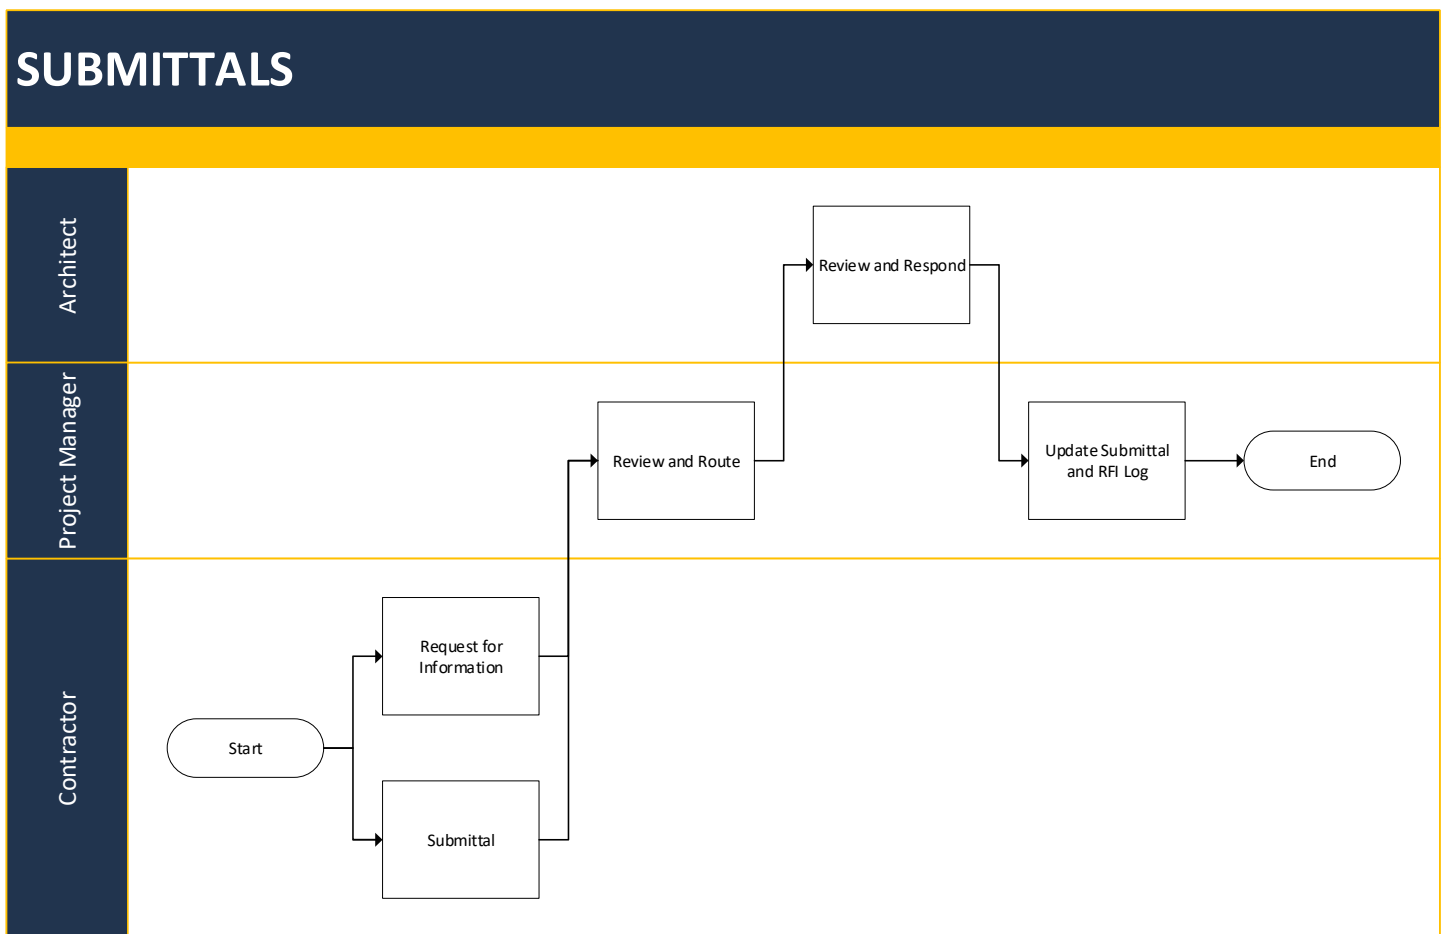 SUBMITTALS
Architect
Review and Respond
Project Manager
Review and Route
Update Submittal
and RFI Log
End
Contractor
Request for
Information
Start
Submittal